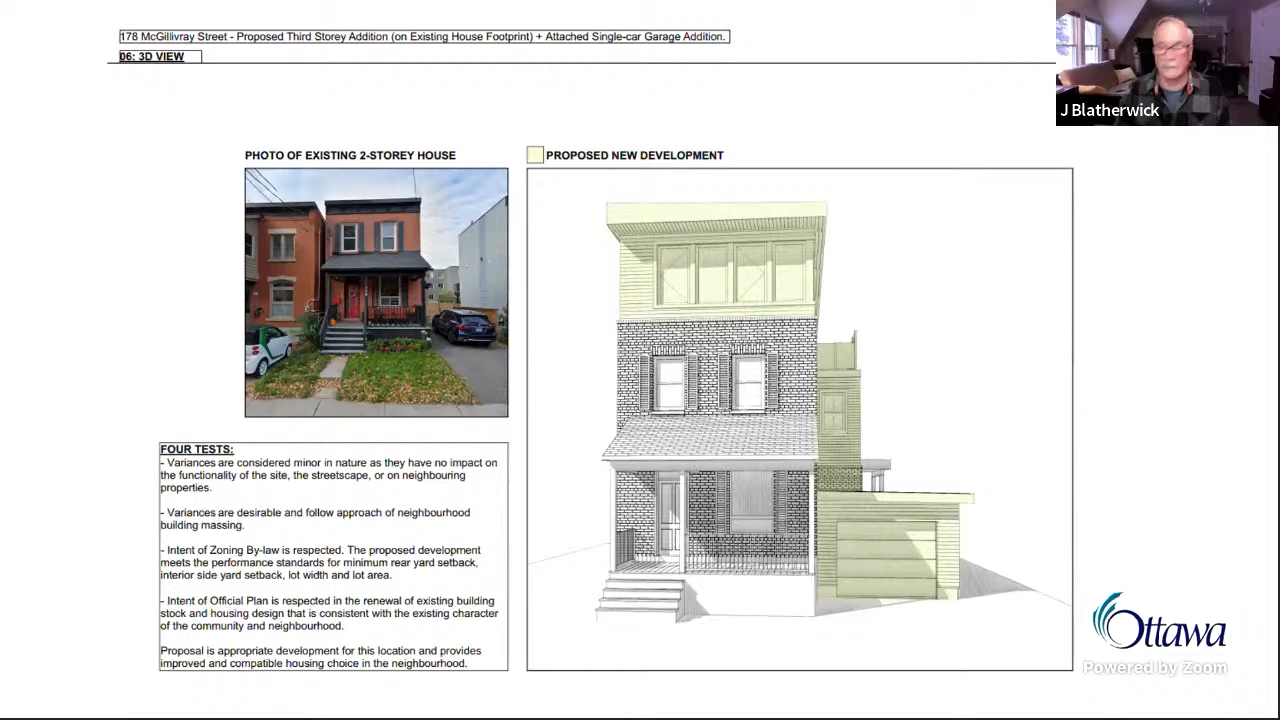 178 McGillivray Street - Proposed Third Storey Addition (on Existing House Footprint) + Attached Single-car Garage Addition.
06: 3D VIEW
J Blatherwick
PHOTO OF EXISTING 2-STOREY HOUSE
PROPOSED NEW DEVELOPMENT
FOUR TESTS:
- Variances are considered minor in nature as they have no impact on
the functionality of the site, the streetscape, or on neighbouring
properties.
- Variances are desirable and follow approach of neighbourhood
building massing.
- Intent of Zoning By-law is respected. The proposed development
meets the performance standards for minimum rear yard setback,
interior side yard setback, lot width and lot area.
- Intent of Official Plan is respected in the renewal of existing building
stock and housing design that is consistent with the existing character
of the community and neighbourhood.
Proposal is appropriate development for this location and provides
improved and compatible housing choice in the neighbourhood.
Ottawa
Powered by Zoom